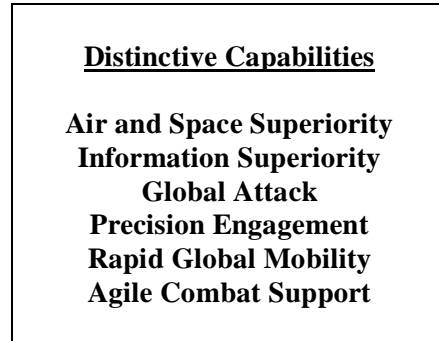 Distinctive Capabilities
Air and Space Superiority
Information Superiority
Global Attack
Precision Engagement
Rapid Global Mobility
Agile Combat Support